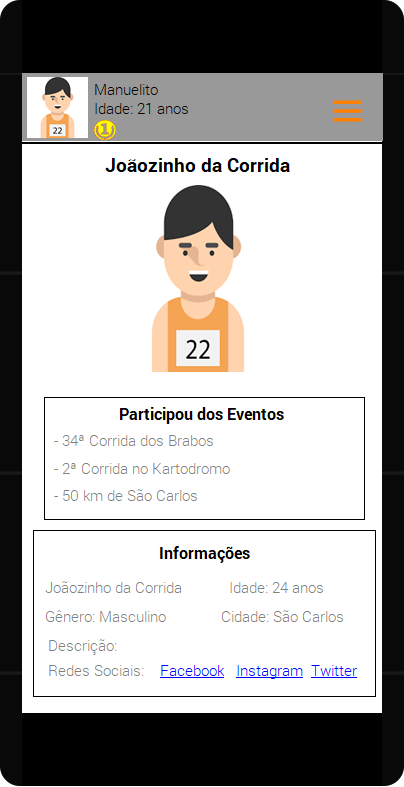 Manuelito
Idade: 21 anos
22
1
Joãozinho da Corrida
22
Participou dos Eventos
- 34ª Corrida dos Brabos
- 2ª Corrida no Kartodromo
- 50 km de São Carlos
Informações
Joãozinho da Corrida Idade: 24 anos
Gênero: Masculino Cidade: São Carlos
Descrição:
Redes Sociais: Facebook Instagram Twitter